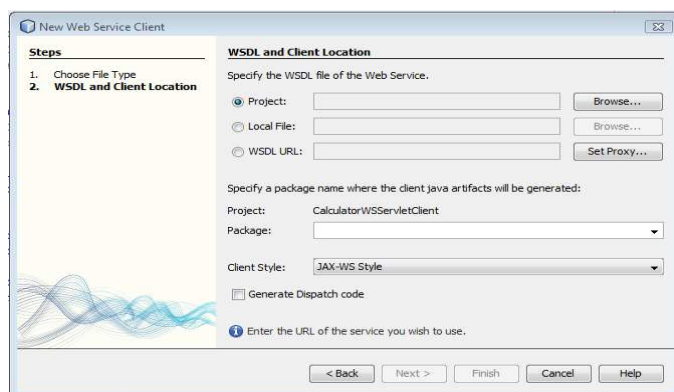 New Web Service Client
Steps
1. Choose File Type
2. WSDL and Client Location
WSDL and Client Location
Specify the WSDL file of the Web Service.
Project: Browse...
Local File: Browse...
WSDL URL: Set Proxy...
Specify a package name where the client java artifacts will be generated:
Project: CalculatorWSServletClient
Package:
Client Style: JAX-WS Style
Generate Dispatch code
Enter the URL of the service you wish to use.
< Back Next > Finish Cancel Help